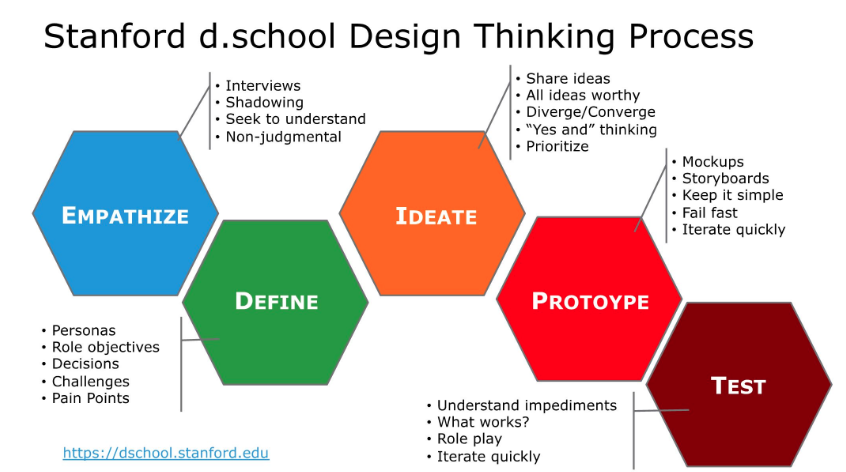 Stanford d.school Design Thinking Process
• Interviews
• Shadowing
• Seek to understand
• Non-judgmental
EMPATHIZE
• Personas
• Role objectives
• Decisions
• Challenges
• Pain Points
DEFINE
• Share ideas
• All ideas worthy
• Diverge/Converge
• “Yes and” thinking
• Prioritize
IDEATE
• Mockups
• Storyboards
• Keep it simple
• Fail fast
• Iterate quickly
PROTOYPE
• Understand impediments
• What works?
• Role play
• Iterate quickly
TEST
https://dschool.stanford.edu